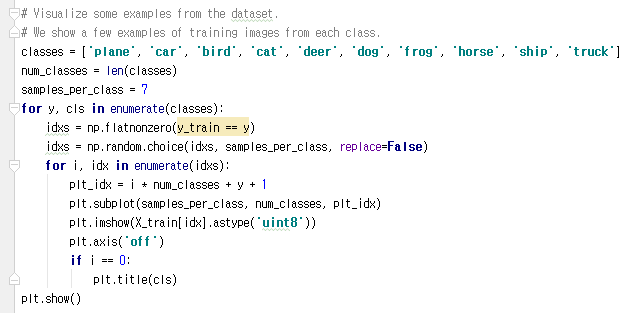 # Visualize some examples from the dataset.
# We show a few examples of training images from each class.
classes = ['plane', 'car', 'bird', 'cat', 'deer', 'dog', 'frog', 'horse', 'ship', 'truck']
num_classes = len(classes)
samples_per_class = 7
for y, cls in enumerate(classes):
    idxs = np.flatnonzero(y_train == y)
    idxs = np.random.choice(idxs, samples_per_class, replace=False)
    for i, idx in enumerate(idxs):
        plt_idx = i * num_classes + y + 1
        plt.subplot(samples_per_class, num_classes, plt_idx)
        plt.imshow(X_train[idx].astype('uint8'))
        plt.axis('off')
        if i == 0:
            plt.title(cls)
plt.show()